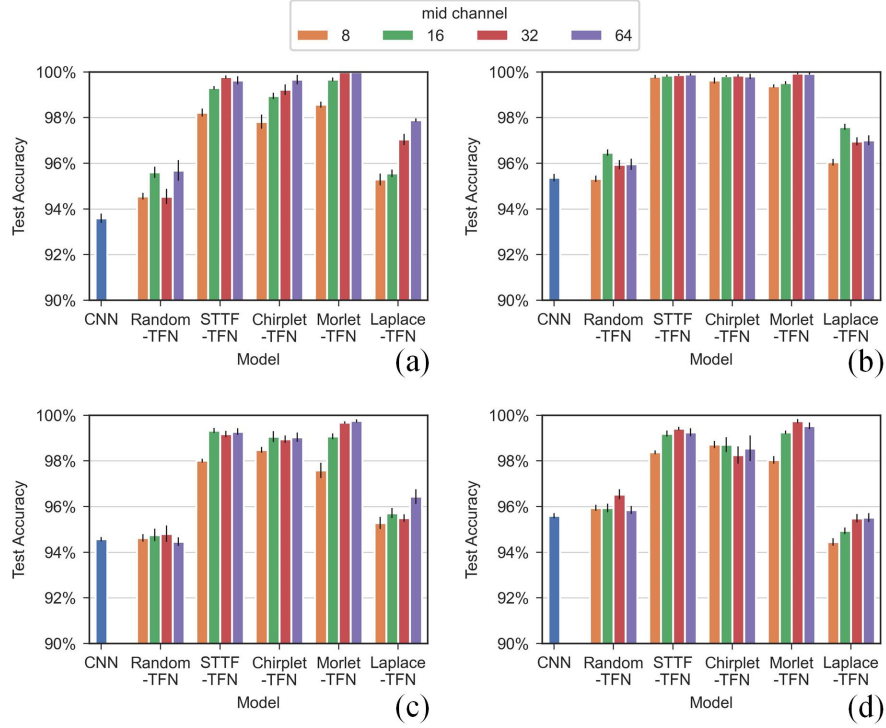 mid channel
8 16 32 64
100%
98%
96%
94%
92%
90%
Test Accuracy
CNN Random-TFN STTF-TFN Chirplet-TFN Morlet-TFN Laplace-TFN
Model
(a)
100%
98%
96%
94%
92%
90%
Test Accuracy
CNN Random-TFN STTF-TFN Chirplet-TFN Morlet-TFN Laplace-TFN
Model
(b)
100%
98%
96%
94%
92%
90%
Test Accuracy
CNN Random-TFN STTF-TFN Chirplet-TFN Morlet-TFN Laplace-TFN
Model
(c)
100%
98%
96%
94%
92%
90%
Test Accuracy
CNN Random-TFN STTF-TFN Chirplet-TFN Morlet-TFN Laplace-TFN
Model
(d)